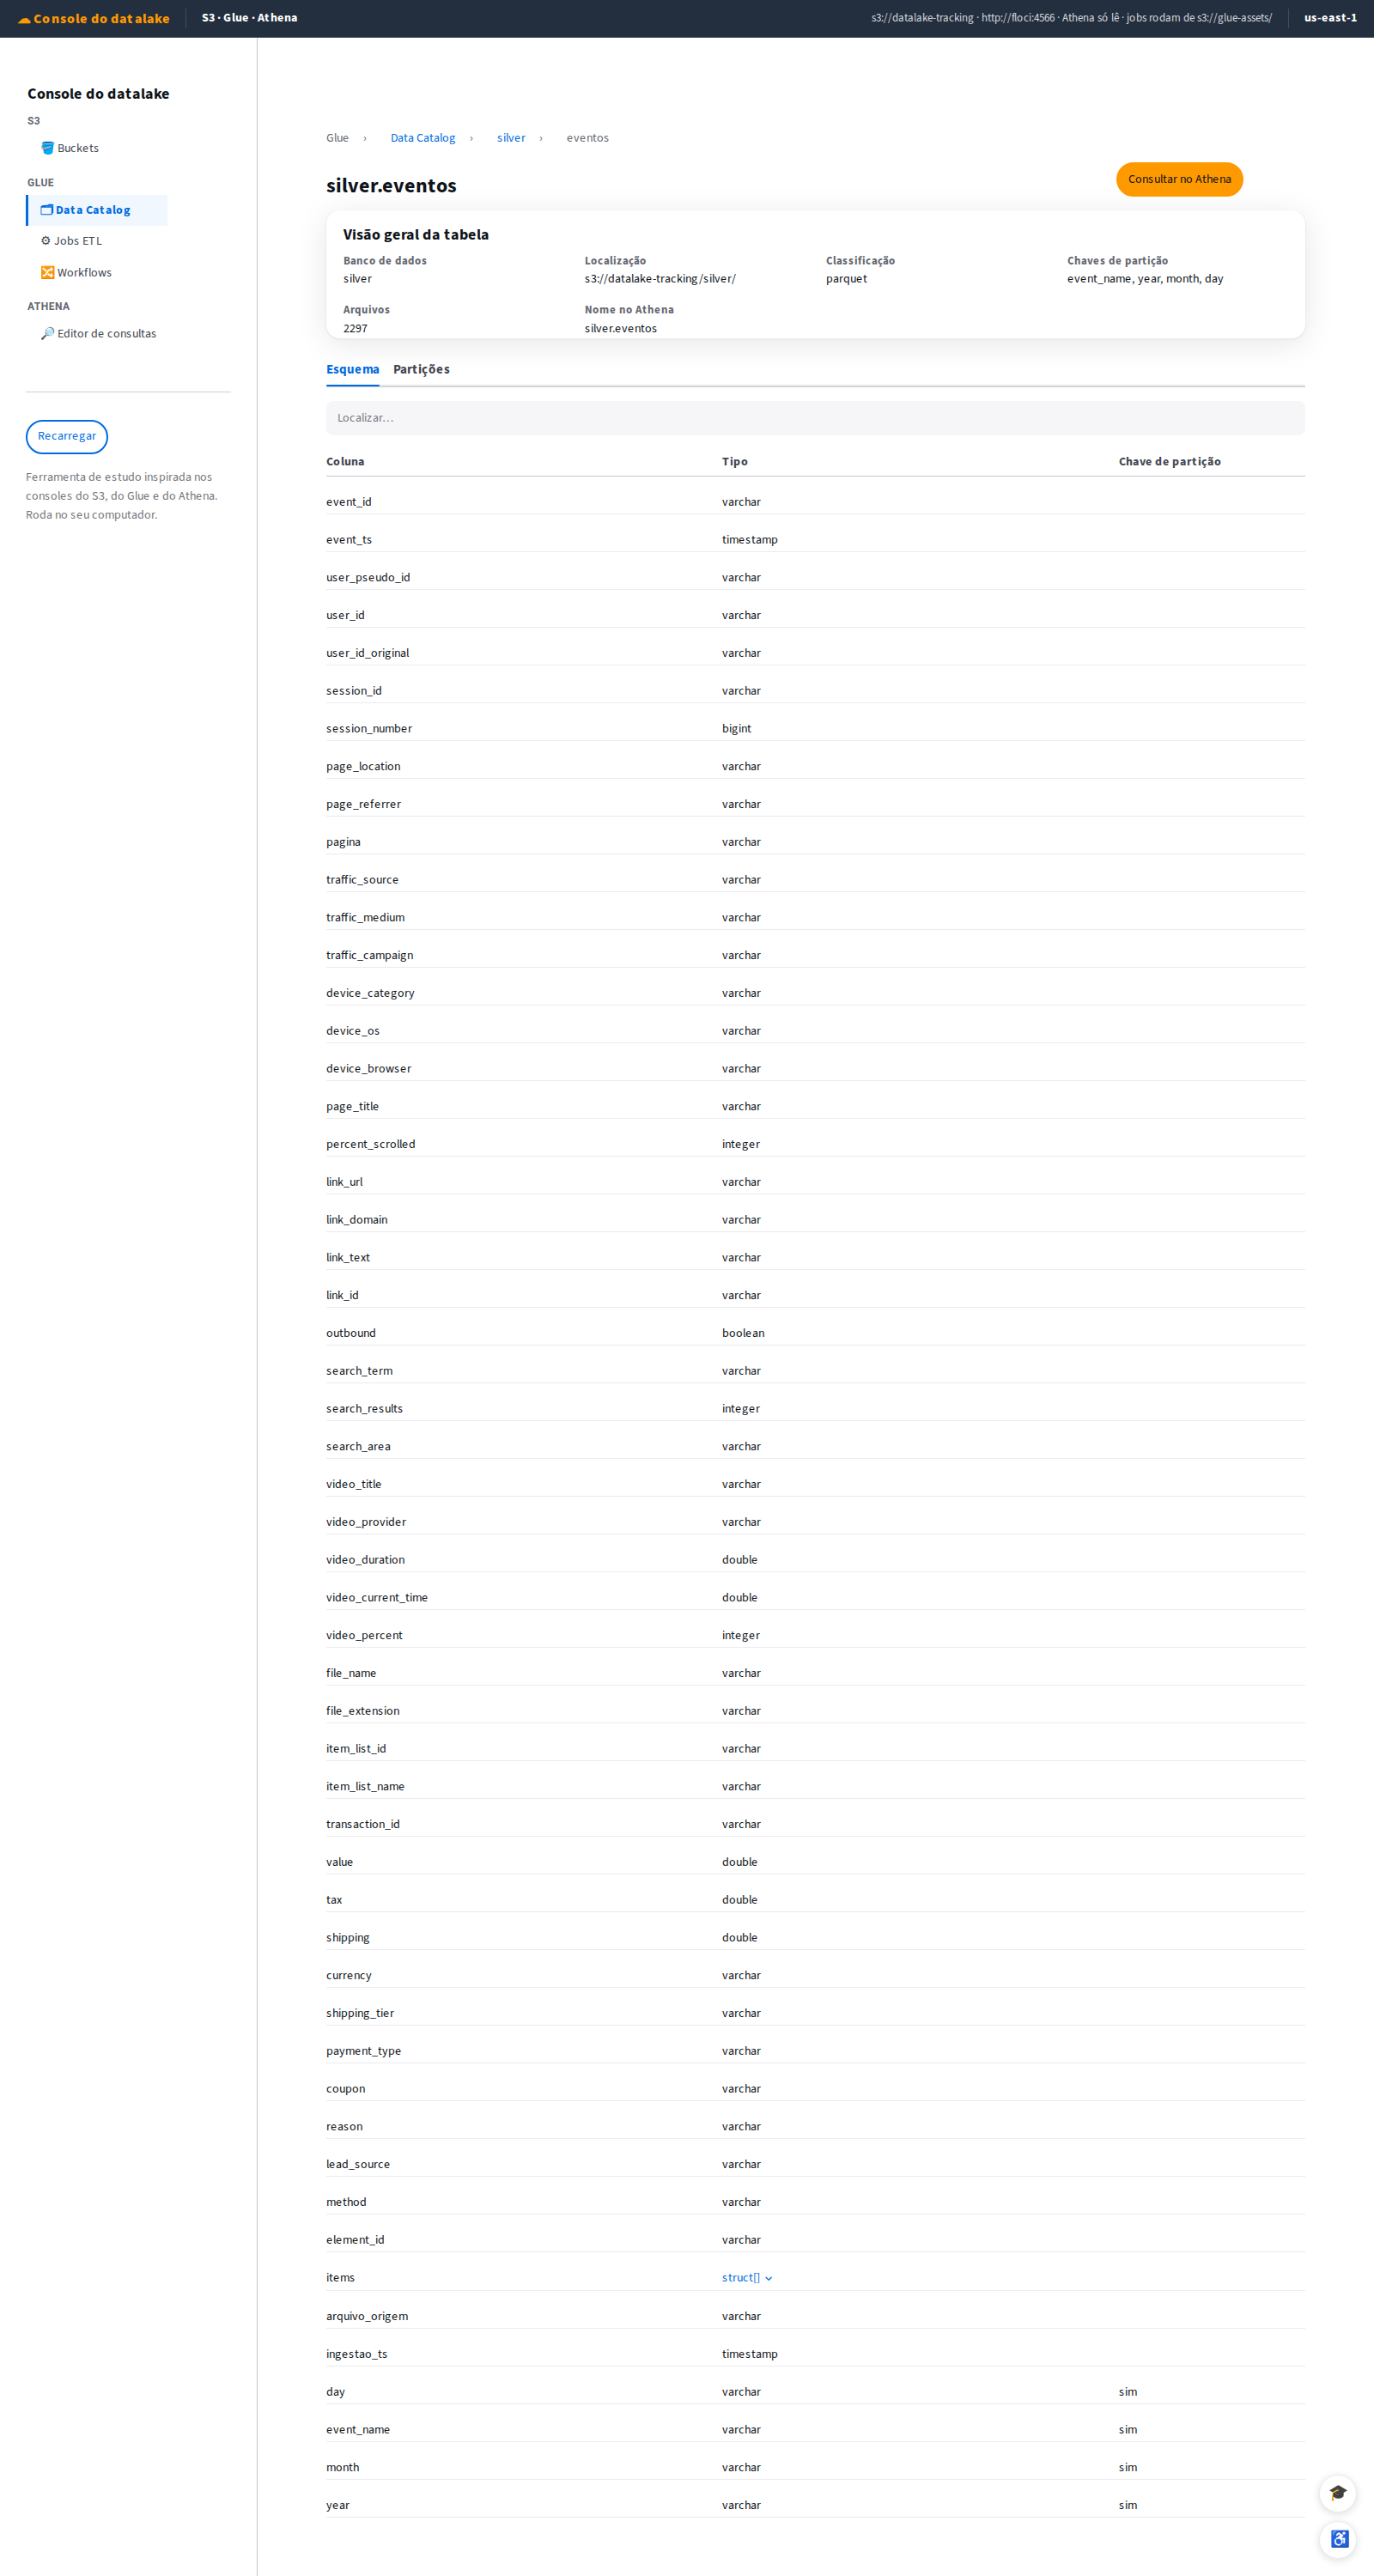 Console do datalake S3 · Glue · Athena s3://datalake-tracking · http://floci:4566 · Athena só lê · jobs rodam de s3://glue-assets/ us-east-1
Console do datalake
S3
Buckets
GLUE
Data Catalog
Jobs ETL
Workflows
ATHENA
Editor de consultas
Recarregar
Ferramenta de estudo inspirada nos
consoles do S3, do Glue e do Athena.
Roda no seu computador.
Glue › Data Catalog › silver › eventos
silver.eventos
Consultar no Athena
Visão geral da tabela
Banco de dados Localização Classificação Chaves de partição
silver s3://datalake-tracking/silver/ parquet event_name, year, month, day
Arquivos Nome no Athena
2297 silver.eventos
Esquema Partições
Localizar...
Coluna Tipo Chave de partição
event_id varchar
event_ts timestamp
user_pseudo_id varchar
user_id varchar
user_id_original varchar
session_id varchar
session_number bigint
page_location varchar
page_referrer varchar
pagina varchar
traffic_source varchar
traffic_medium varchar
traffic_campaign varchar
device_category varchar
device_os varchar
device_browser varchar
page_title varchar
percent_scrolled integer
link_url varchar
link_domain varchar
link_text varchar
link_id varchar
outbound boolean
search_term varchar
search_results integer
search_area varchar
video_title varchar
video_provider varchar
video_duration double
video_current_time double
video_percent integer
file_name varchar
file_extension varchar
item_list_id varchar
item_list_name varchar
transaction_id varchar
value double
tax double
shipping double
currency varchar
shipping_tier varchar
payment_type varchar
coupon varchar
reason varchar
lead_source varchar
method varchar
element_id varchar
items struct[]
arquivo_origem varchar
ingestao_ts timestamp
day varchar sim
event_name varchar sim
month varchar sim
year varchar sim